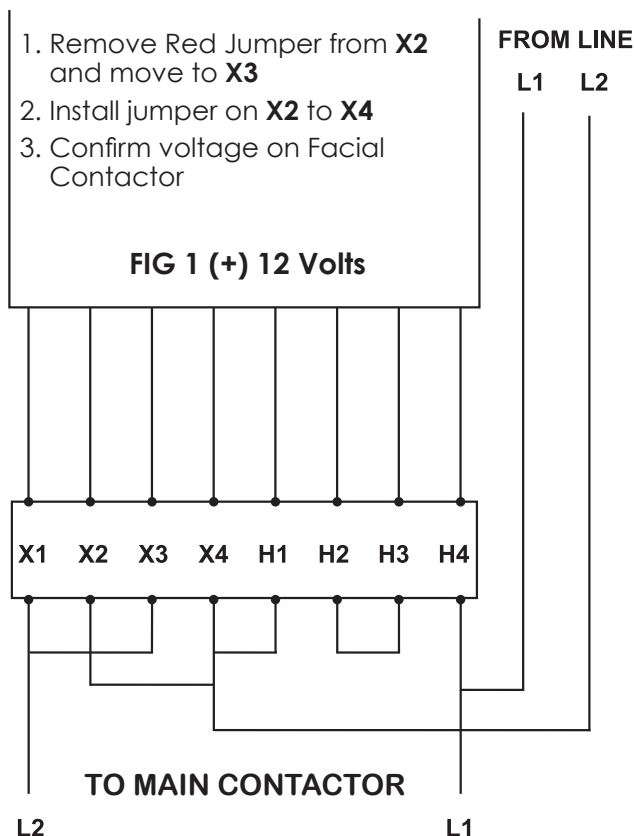 1. Remove Red Jumper from X2
and move to X3
2. Install jumper on X2 to X4
3. Confirm voltage on Facial
Contactor
FIG 1 (+) 12 Volts
FROM LINE
L1 L2
X1 X2 X3 X4 H1 H2 H3 H4
TO MAIN CONTACTOR
L2 L1